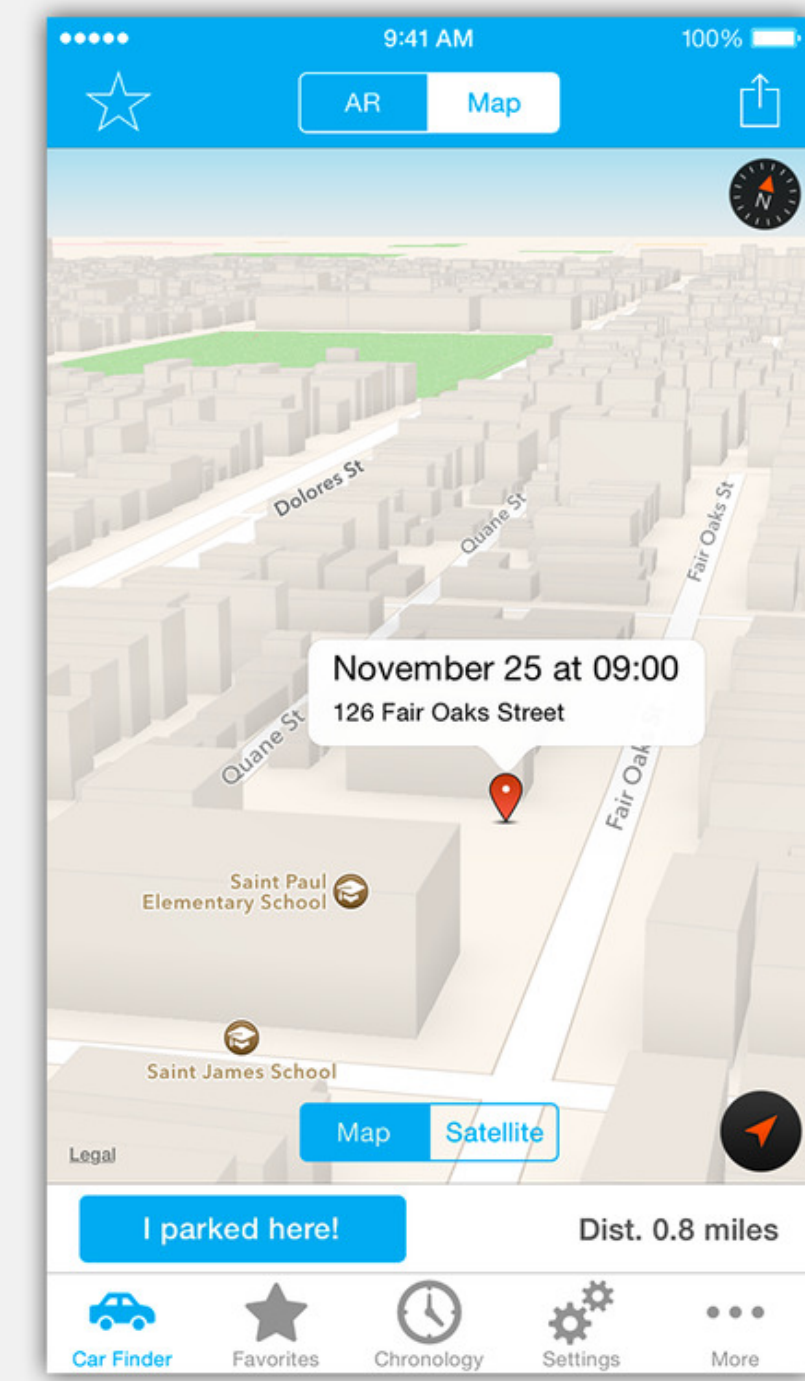 9:41 AM
100%
AR
Map
N
Dolores St
Quane St
Fair Oaks St
November 25 at 09:00
126 Fair Oaks Street
Quane St
Fair Oaks St
Saint Paul
Elementary School
Saint James School
Map
Satellite
Legal
I parked here!
Dist. 0.8 miles
Car Finder
Favorites
Chronology
Settings
More